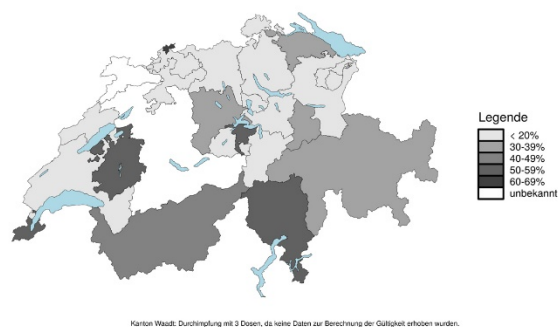 Legende
< 20%
30-39%
40-49%
50-59%
60-69%
unbekannt
Kanton Waadt: Durchimpfung mit 3 Dosen, da keine Daten zur Berechnung der Gültigkeit erhoben wurden.